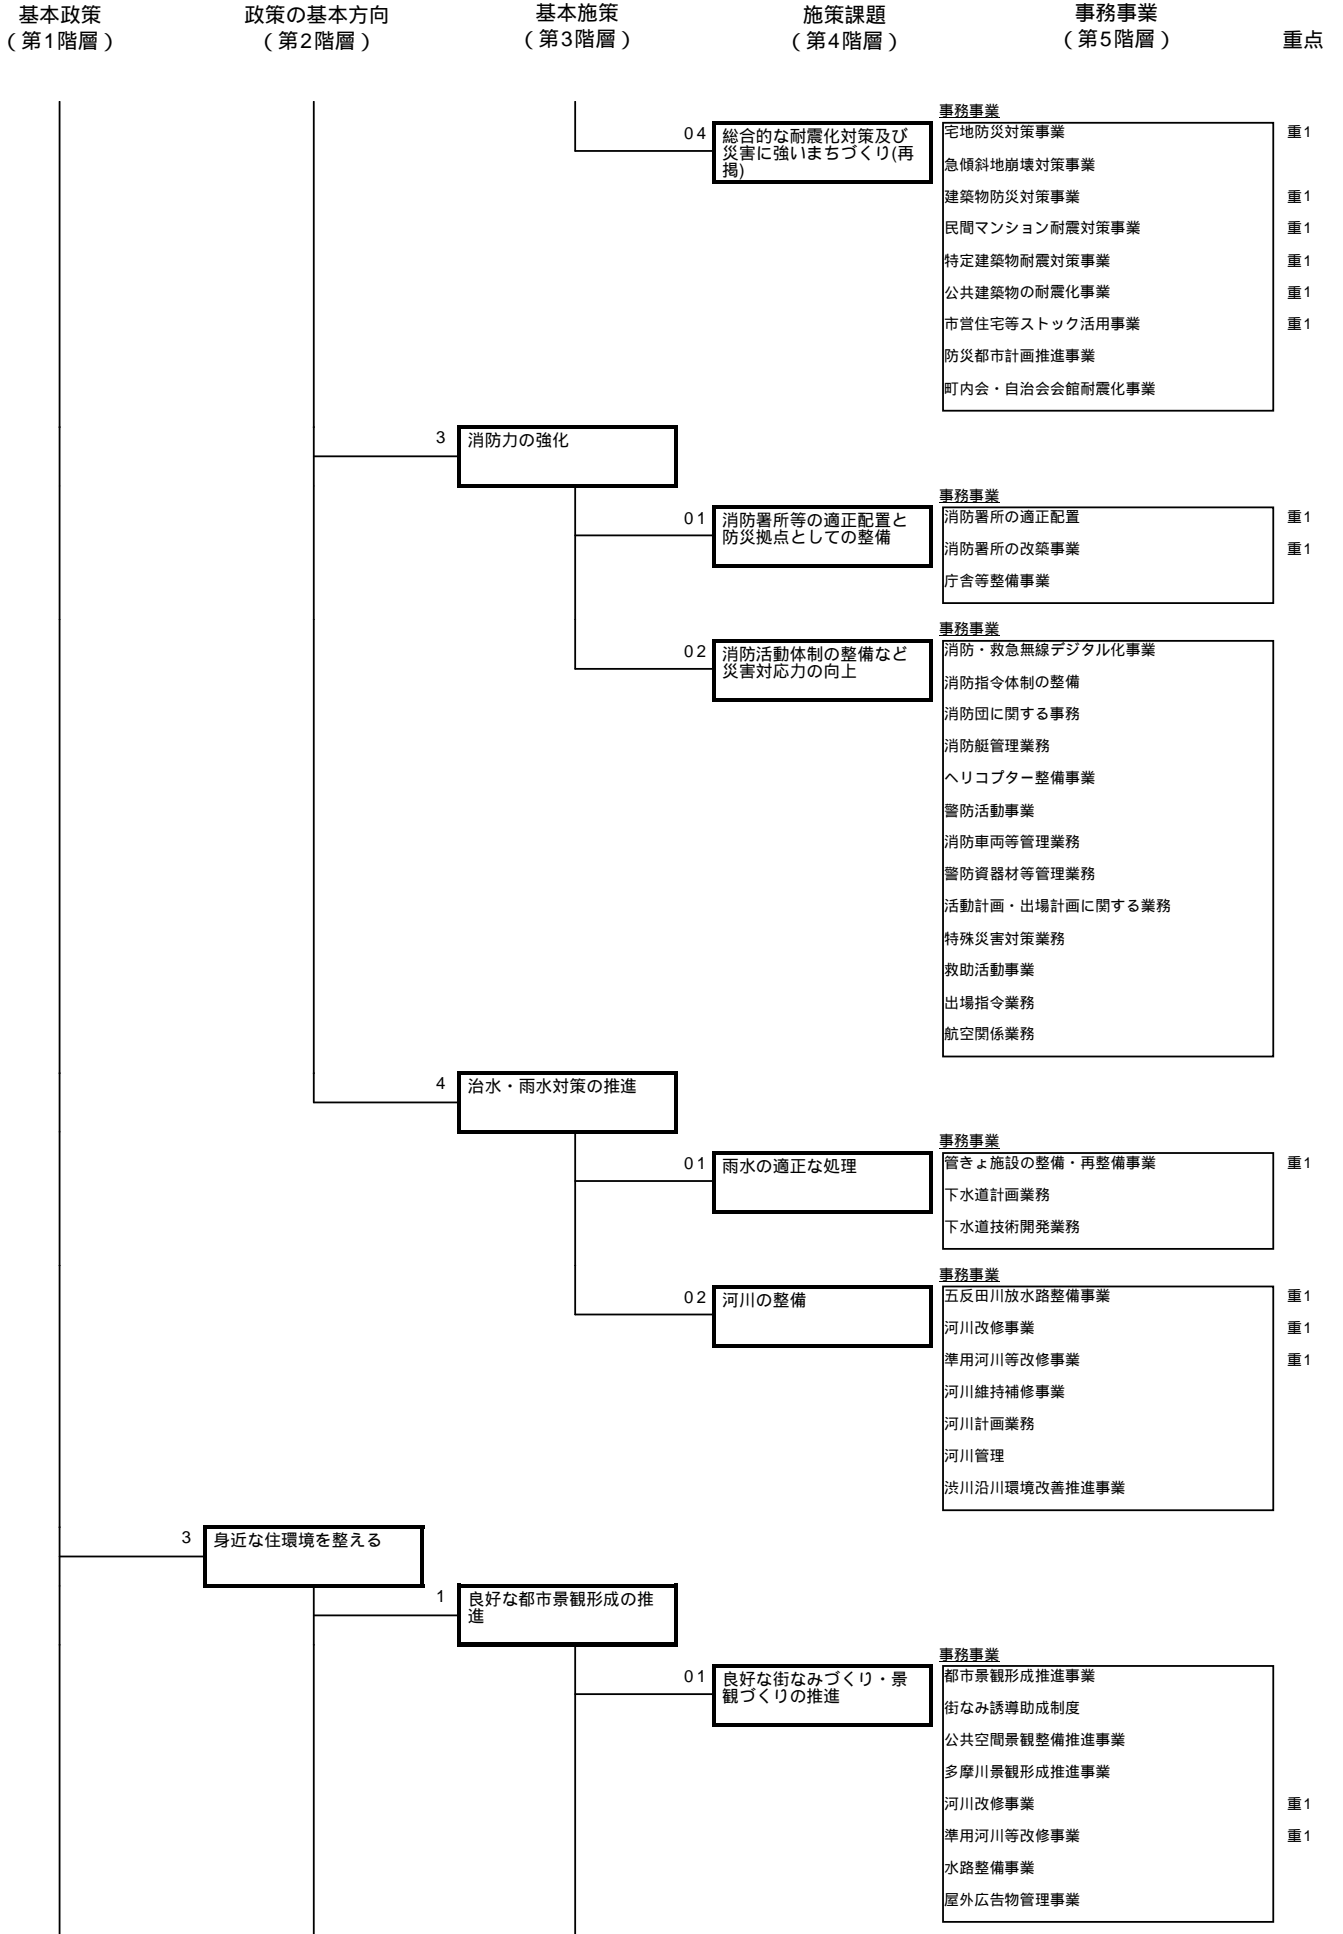 基本政策
（第1階層）
政策の基本方向
（第2階層）
基本施策
（第3階層）
施策課題
（第4階層）
事務事業
（第5階層）
重点
04
総合的な耐震化対策及び
災害に強いまちづくり(再
掲)
事務事業
宅地防災対策事業 重1
急傾斜地崩壊対策事業
建築物防災対策事業 重1
民間マンション耐震対策事業 重1
特定建築物耐震対策事業 重1
公共建築物の耐震化事業 重1
市営住宅等ストック活用事業 重1
防災都市計画推進事業
町内会・自治会会館耐震化事業
3 消防力の強化
01
消防署所等の適正配置と
防災拠点としての整備
事務事業
消防署所の適正配置 重1
消防署所の改築事業 重1
庁舎等整備事業
02
消防活動体制の整備など
災害対応力の向上
事務事業
消防・救急無線デジタル化事業
消防指令体制の整備
消防団に関する事務
消防艇管理業務
ヘリコプター整備事業
警防活動事業
消防車両等管理業務
警防資器材等管理業務
活動計画・出場計画に関する業務
特殊災害対策業務
救助活動事業
出場指令業務
航空関係業務
4 治水・雨水対策の推進
01 雨水の適正な処理
事務事業
管きょ施設の整備・再整備事業 重1
下水道計画業務
下水道技術開発業務
02 河川の整備
事務事業
五反田川放水路整備事業 重1
河川改修事業 重1
準用河川等改修事業 重1
河川維持補修事業
河川計画業務
河川管理
渋川沿川環境改善推進事業
3 身近な住環境を整える
1 良好な都市景観形成の推
進
01 良好な街なみづくり・景
観づくりの推進
事務事業
都市景観形成推進事業
街なみ誘導助成制度
公共空間景観整備推進事業
多摩川景観形成推進事業
河川改修事業 重1
準用河川等改修事業 重1
水路整備事業
屋外広告物管理事業